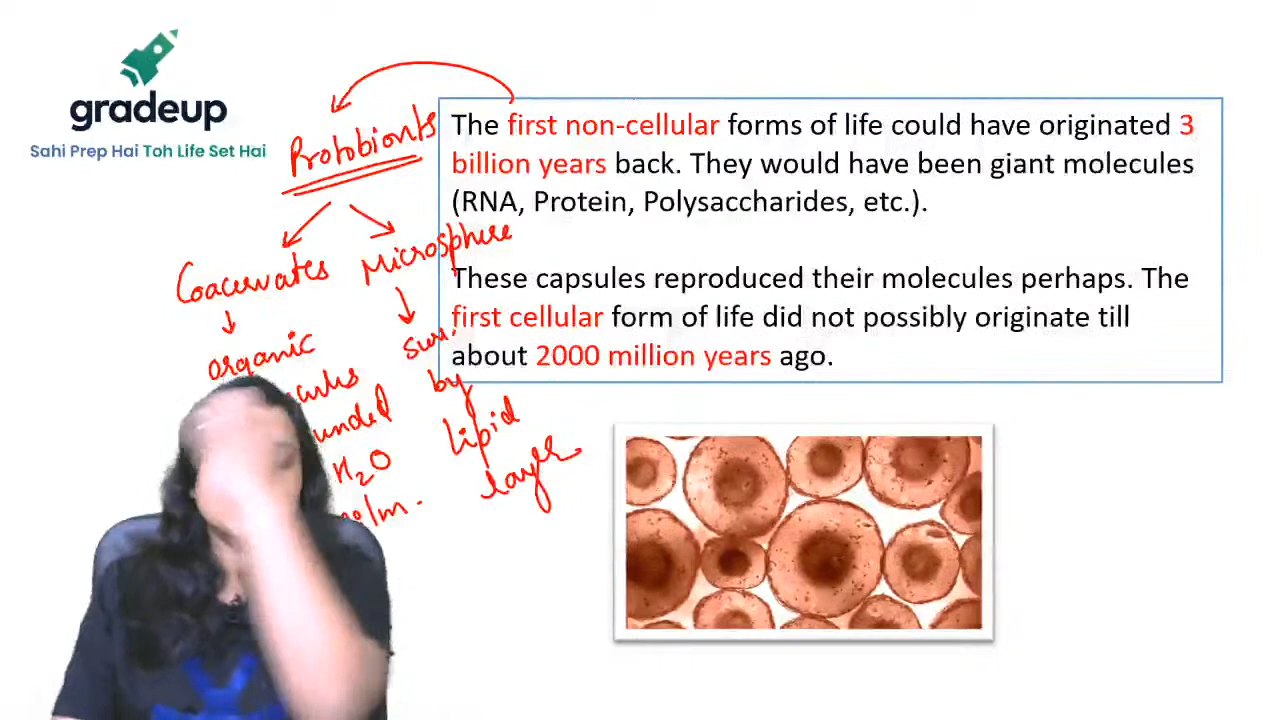 gradeup
Sahi Prep Hai Toh Life Set Hai
Protobionts
Coacervates
organic
H₂O
Microsphere
by
lipid
layer
The first non-cellular forms of life could have originated 3
billion years back. They would have been giant molecules
(RNA, Protein, Polysaccharides, etc.).
These capsules reproduced their molecules perhaps. The
first cellular form of life did not possibly originate till
about 2000 million years ago.